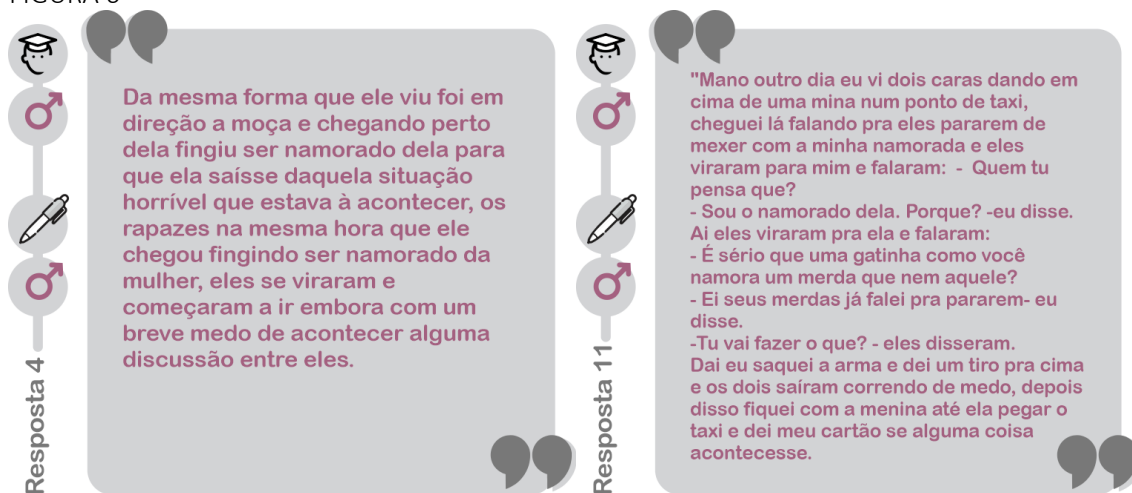 Resposta 4
Da mesma forma que ele viu foi em
direção a moça e chegando perto
dela fingiu ser namorado dela para
que ela saísse daquela situação
horrível que estava à acontecer, os
rapazes na mesma hora que ele
chegou fingindo ser namorado da
mulher, eles se viraram e
começaram a ir embora com um
breve medo de acontecer alguma
discussão entre eles.
Resposta 11
"Mano outro dia eu vi dois caras dando em
cima de uma mina num ponto de taxi,
cheguei lá falando pra eles pararem de
mexer com a minha namorada e eles
viraram para mim e falaram: - Quem tu
pensa que?
- Sou o namorado dela. Porque? -eu disse.
Ai eles viraram pra ela e falaram:
- É sério que uma gatinha como você
namora um merda que nem aquele?
- Ei seus merdas já falei pra pararem- eu
disse.
-Tu vai fazer o que? - eles disseram.
Dai eu saquei a arma e dei um tiro pra cima
e os dois saíram correndo de medo, depois
disso fiquei com a menina até ela pegar o
taxi e dei meu cartão se alguma coisa
acontecesse.